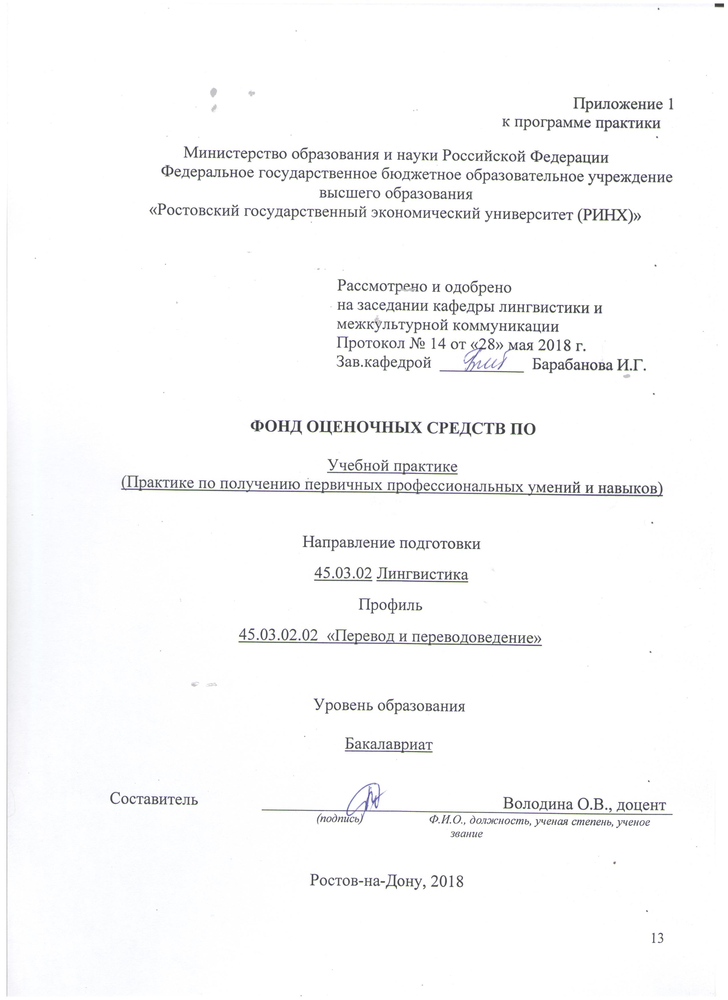 Приложение 1
к программе практики
Министерство образования и науки Российской Федерации
Федеральное государственное бюджетное образовательное учреждение
высшего образования
«Ростовский государственный экономический университет (РИНХ)»
Рассмотрено и одобрено
на заседании кафедры лингвистики и
межкультурной коммуникации
Протокол № 14 от «28» мая 2018 г.
Зав.кафедрой Барабанова И.Г.
ФОНД ОЦЕНОЧНЫХ СРЕДСТВ ПО
Учебной практике
(Практике по получению первичных профессиональных умений и навыков)
Направление подготовки
45.03.02 Лингвистика
Профиль
45.03.02.02 «Перевод и переводоведение»
Уровень образования
Бакалавриат
Составитель Володина О.В., доцент
(подпись) Ф.И.О., должность, ученая степень, ученое
звание
Ростов-на-Дону, 2018
13